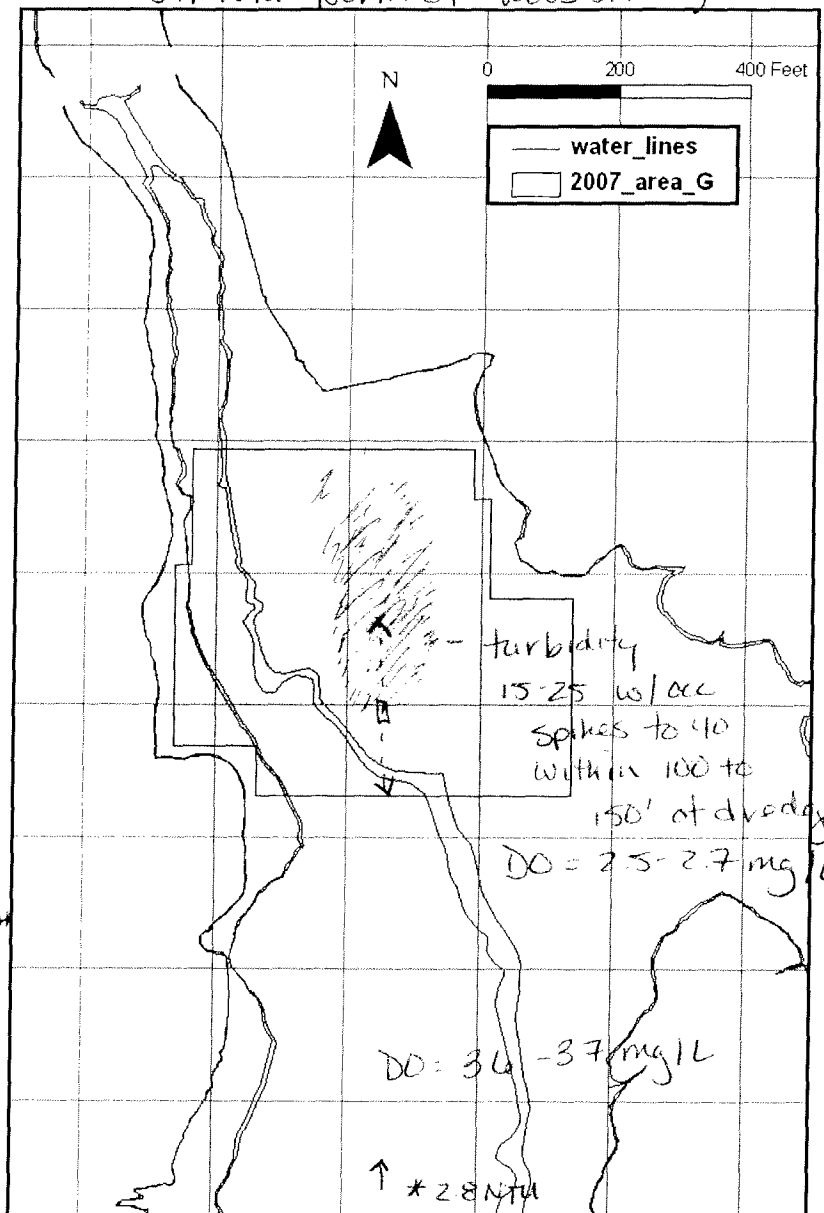 N
0 200 400 Feet
water_lines
2007_area_G
turbidity
15-25 w/ occ
spikes to 40
within 100 to
150' of dredge
DO = 2.5-2.7 mg/L
DO = 3.6 - 3.7 mg/L
↑ * 2.8 NTU